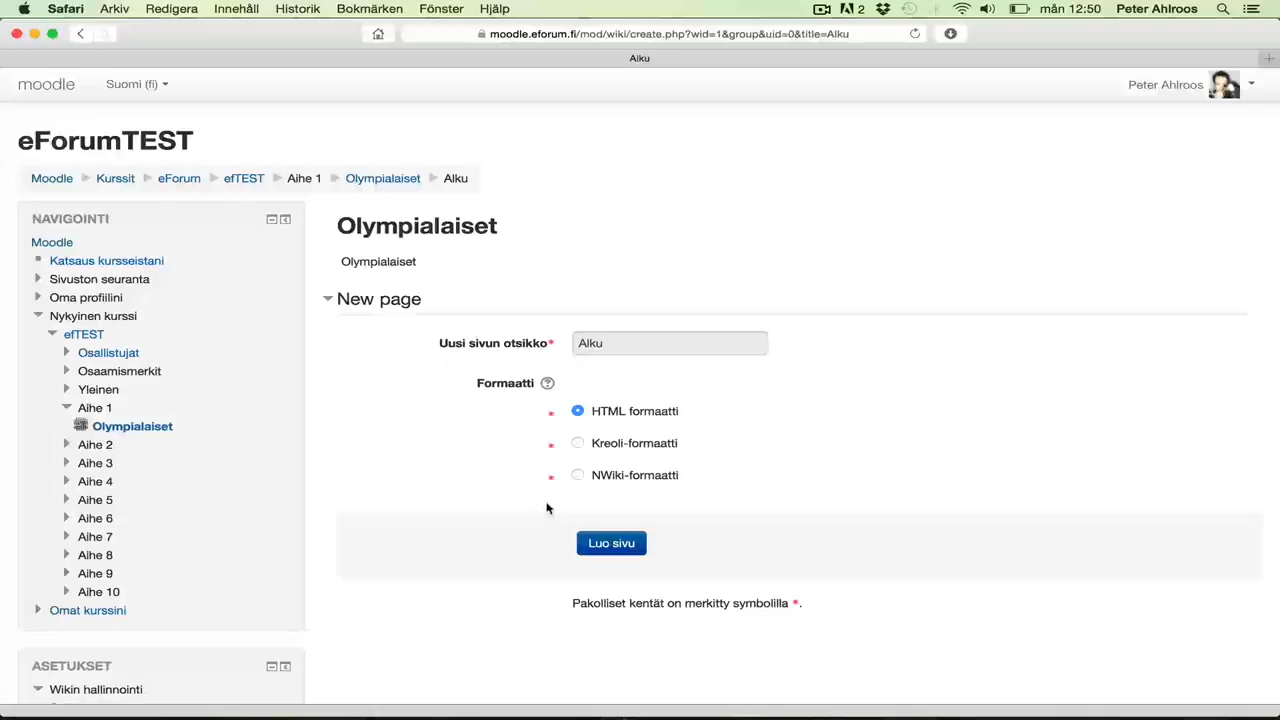 Safari Arkiv Redigera Innehåll Historik Bokmärken Fönster Hjälp 2 mån 12:50 Peter Ahlroos
moodle.eforum.fi/mod/wiki/create.php?wid=1&group&uid=0&title=Alku
Alku
moodle Suomi (fi) Peter Ahlroos
eForumTEST
Moodle Kurssit eForum efTEST Aihe 1 Olympialaiset Alku
NAVIGOINTI
Moodle
Katsaus kursseistani
Sivuston seuranta
Oma profiilini
Nykyinen kurssi
efTEST
Osallistujat
Osaamismerkit
Yleinen
Aihe 1
Olympialaiset
Aihe 2
Aihe 3
Aihe 4
Aihe 5
Aihe 6
Aihe 7
Aihe 8
Aihe 9
Aihe 10
Omat kurssini
ASETUKSET
Wikin hallinnointi
Olympialaiset
Olympialaiset
New page
Uusi sivun otsikko* Alku
Formaatti
* HTML formaatti
* Kreoli-formaatti
* NWiki-formaatti
Luo sivu
Pakolliset kentät on merkitty symbolilla *.